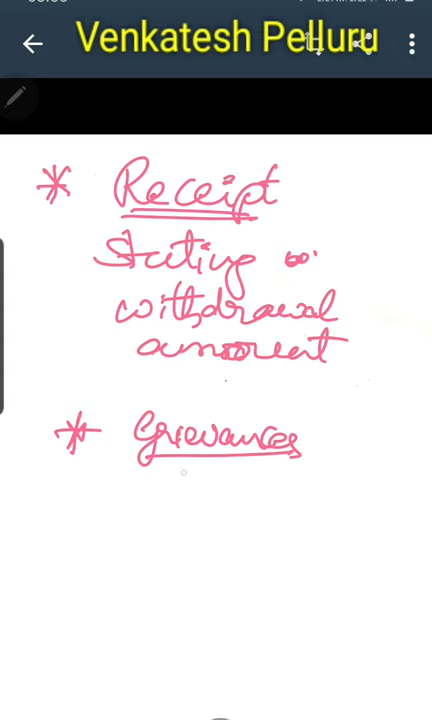 Venkatesh Pelluru
* Receipt
Stating
withdrawal
amount
* Grievances